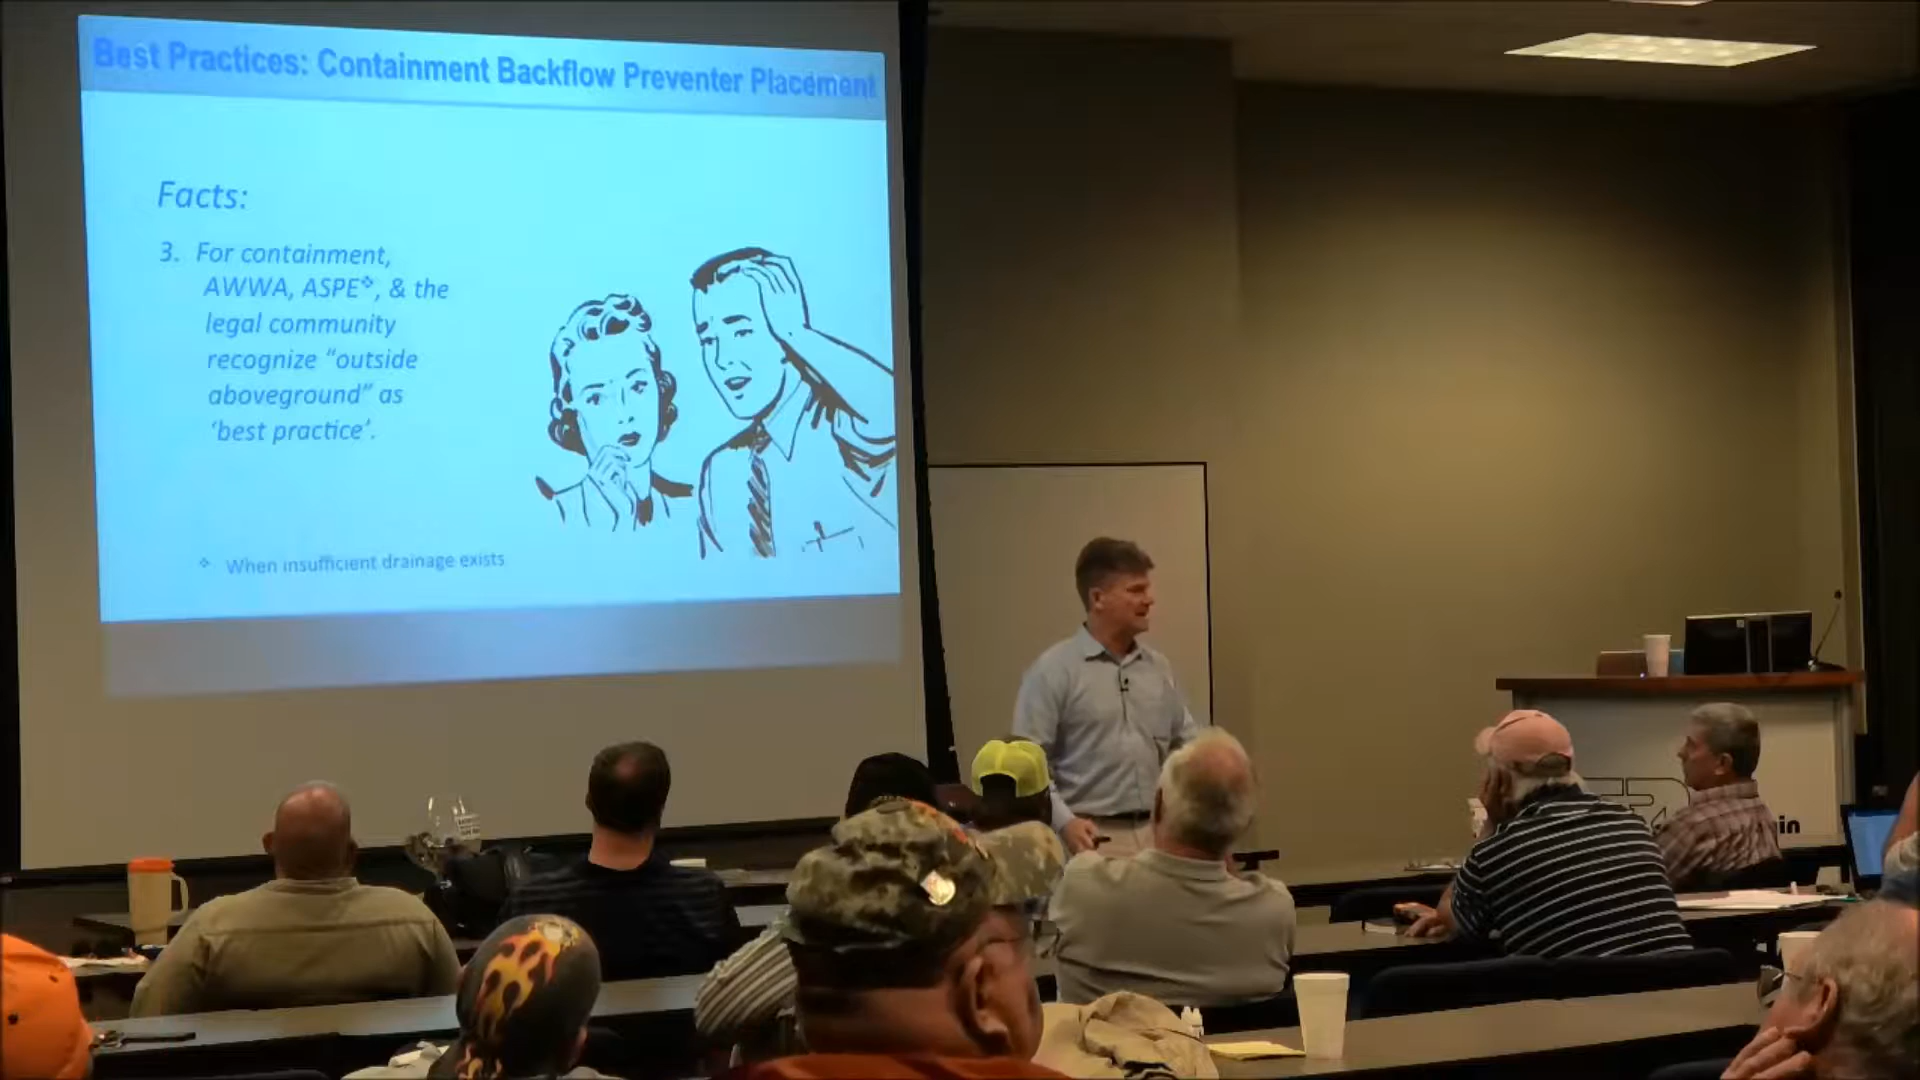 Best Practices: Containment Backflow Preventer Placement
Facts:
3. For containment,
AWWA, ASPE❖, & the
legal community
recognize “outside
aboveground” as
‘best practice’.
❖ When insufficient drainage exists